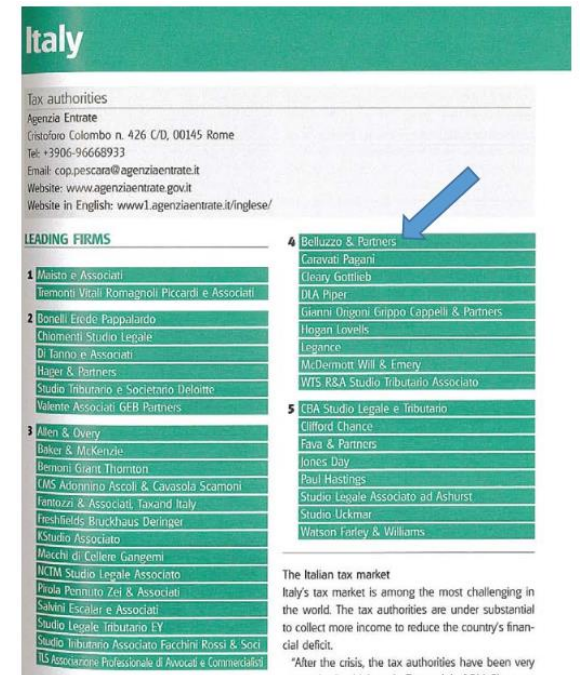 Italy
Tax authorities
Agenzia Entrate
Cristoforo Colombo n. 426 C/D, 00145 Rome
Tel: +3906-96668933
Email: cop.pescara@agenziaentrate.it
Website: www.agenziaentrate.gov.it
Website in English: www1.agenziaentrate.it/inglese/
LEADING FIRMS
1 Maisto e Associati
Tremonti Vitali Romagnoli Piccardi e Associati
2 Bonelli Erede Pappalardo
Chiomenti Studio Legale
Di Tanno e Associati
Hager & Partners
Studio Tributario e Societario Deloitte
Valente Associati GEB Partners
3 Allen & Overy
Baker & McKenzie
Bernoni Grant Thornton
CMS Adonnino Ascoli & Cavasola Scamoni
Fantozzi & Associati, Taxand Italy
Freshfields Bruckhaus Deringer
KStudio Associato
Macchi di Cellere Gangemi
NCTM Studio Legale Associato
Pirola Pennuto Zei & Associati
Salvini Escalar e Associati
Studio Legale Tributario EY
Studio Tributario Associato Facchini Rossi & Soci
TLS Associazione Professionale di Avvocati e Commercialisti
4 Belluzzo & Partners
Caravati Pagani
Cleary Gottlieb
DLA Piper
Gianni Origoni Grippo Cappelli & Partners
Hogan Lovells
Legance
McDermott Will & Emery
WTS R&A Studio Tributario Associato
5 CBA Studio Legale e Tributario
Clifford Chance
Fava & Partners
Jones Day
Paul Hastings
Studio Legale Associato ad Ashurst
Studio Uckmar
Watson Farley & Williams
The Italian tax market
Italy's tax market is among the most challenging in
the world. The tax authorities are under substantial
to collect more income to reduce the country's finan-
cial deficit.
"After the crisis, the tax authorities have been very